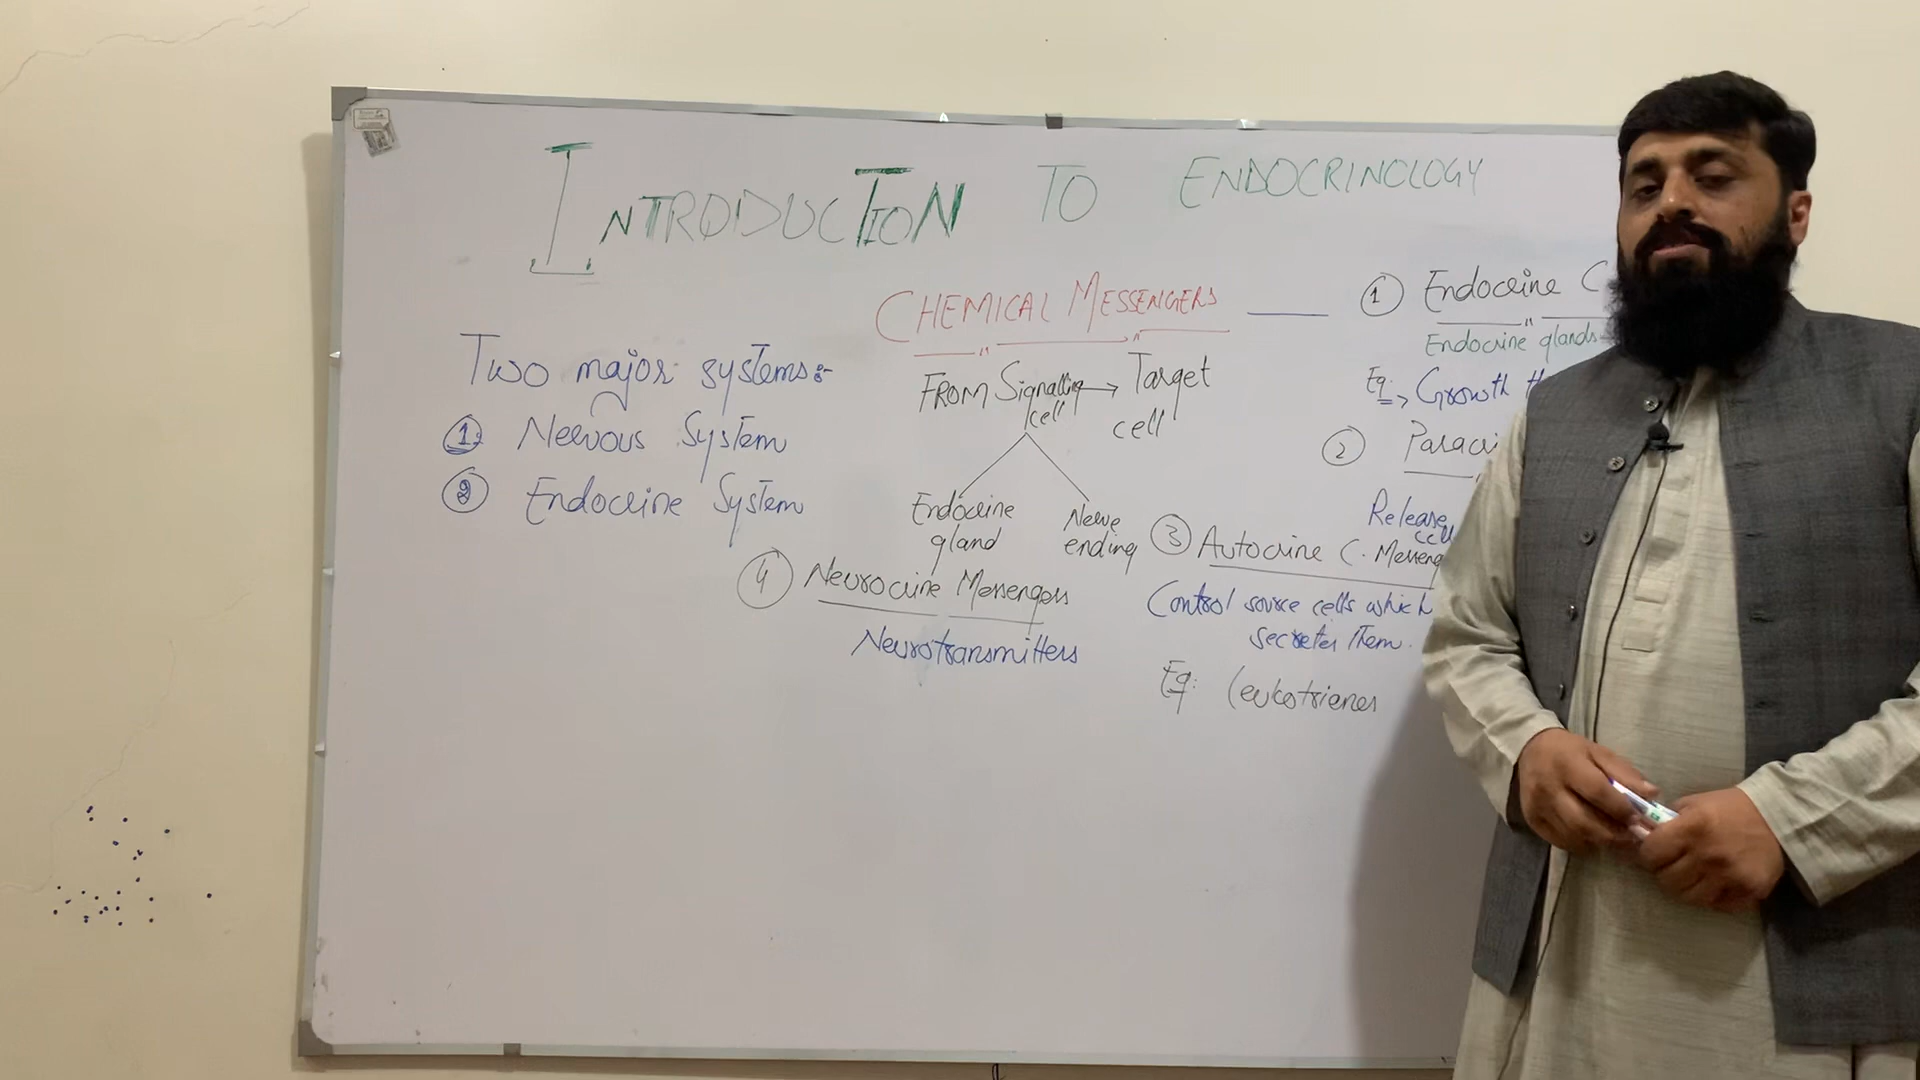 INTRODUCTION TO ENDOCRINOLOGY
Two major systems:-
1. Nervous System
2 Endocrine System
CHEMICAL MESSENGERS
FROM Signalling cell → Target cell
Endocrine gland
Nerve ending
1 Endocrine C
Endocrine glands
Eg: → Growth
2 Paracri
Release
cell
3 Autocrine C. Messeng
Control source cells which
secretes them.
Eg: leukotrienes
4 Neurocrine Messengers
Neurotransmitters